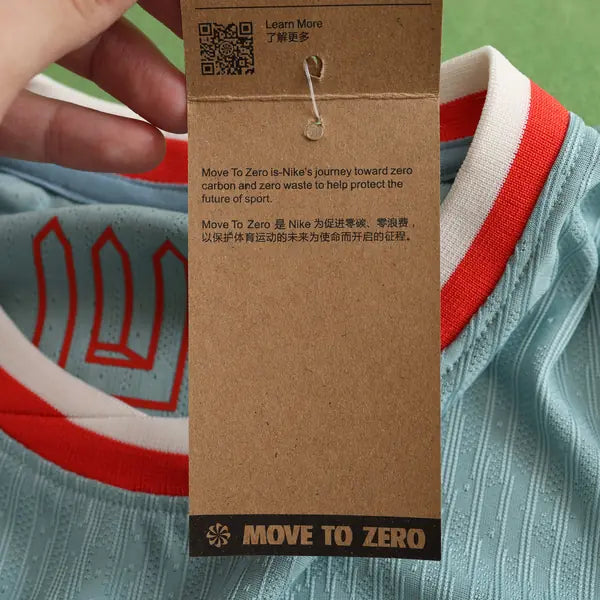 Learn More
了解更多
Move To Zero is-Nike's journey toward zero
carbon and zero waste to help protect the
future of sport.
Move To Zero 是 Nike 为促进零碳、零浪费，
以保护体育运动的未来为使命而开启的征程。
MOVE TO ZERO